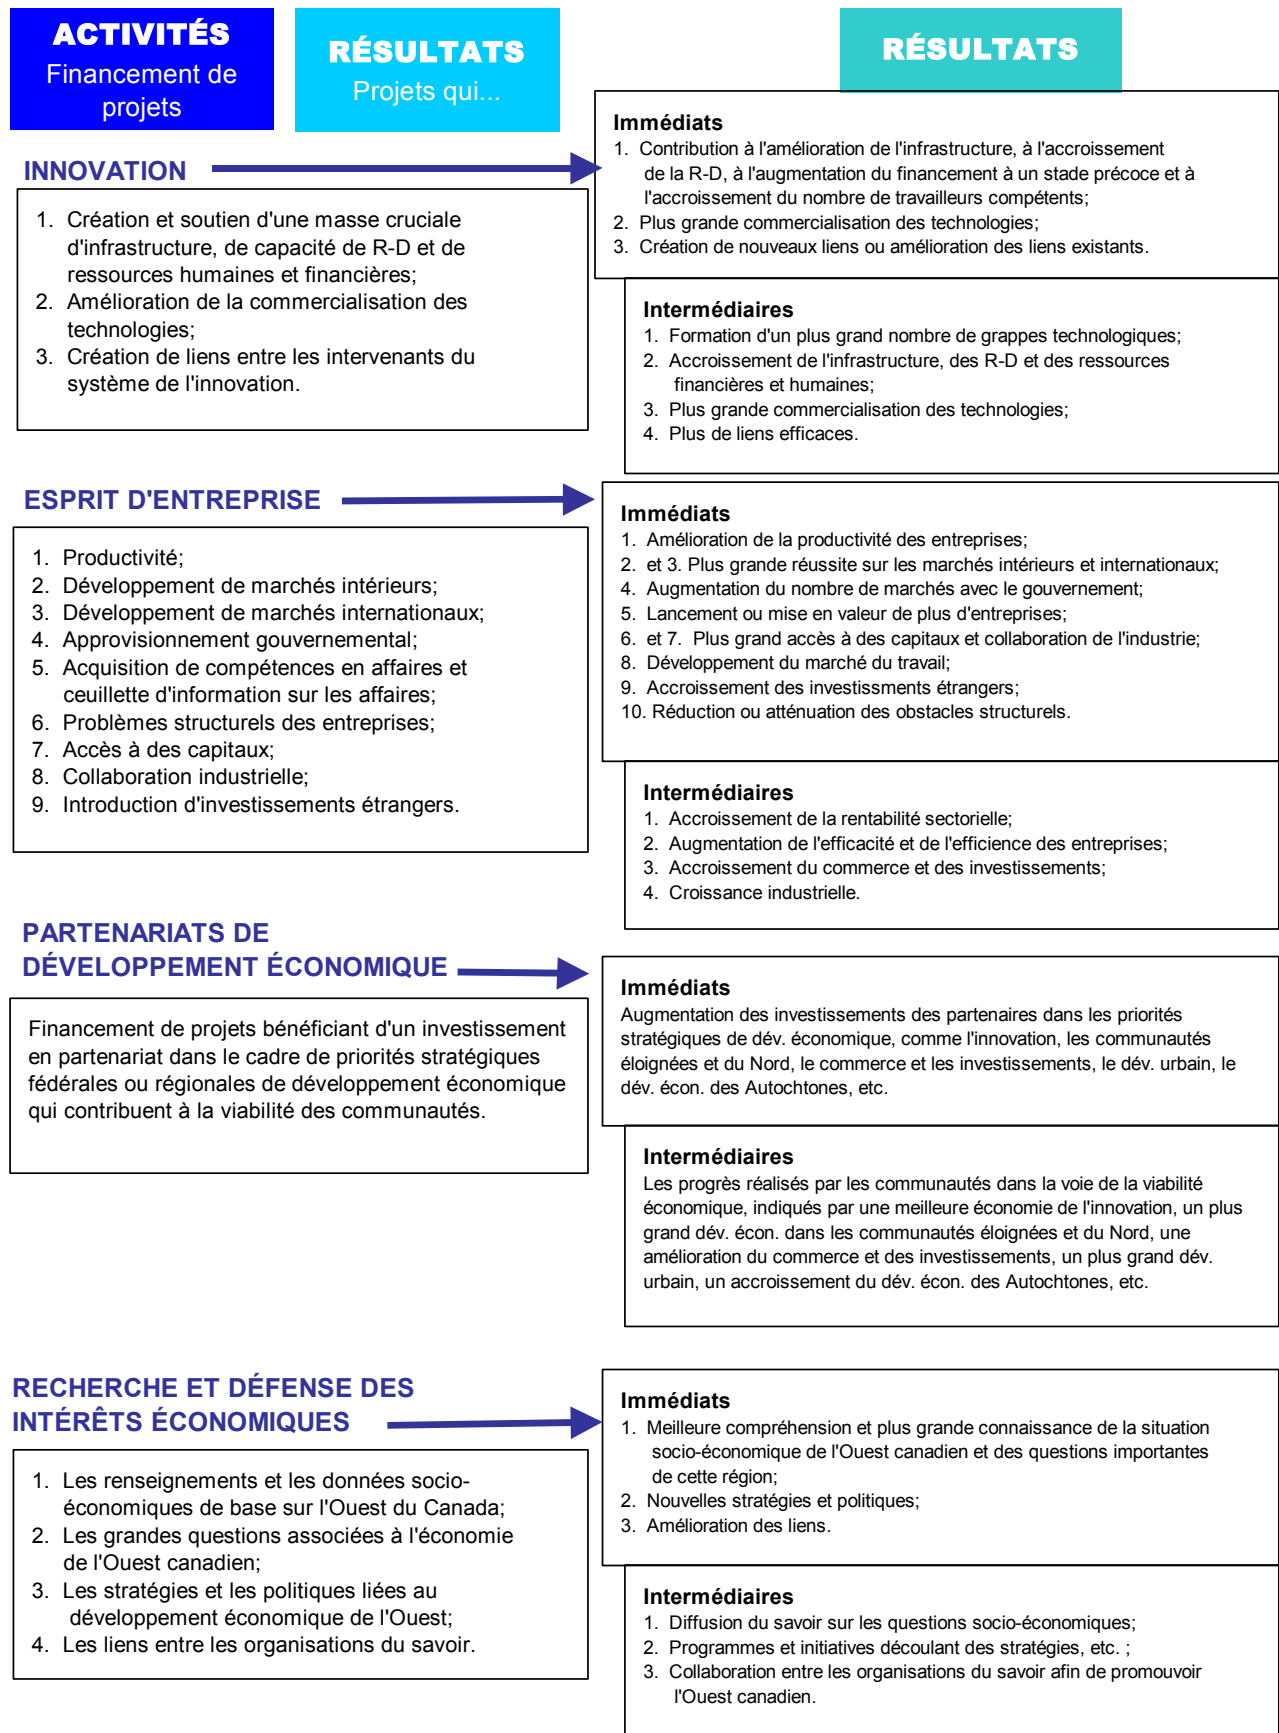 ACTIVITÉS
Financement de
projets
RÉSULTATS
Projets qui...
RÉSULTATS
INNOVATION
1. Création et soutien d'une masse cruciale
d'infrastructure, de capacité de R-D et de
ressources humaines et financières;
2. Amélioration de la commercialisation des
technologies;
3. Création de liens entre les intervenants du
système de l'innovation.
Immédiats
1. Contribution à l'amélioration de l'infrastructure, à l'accroissement
de la R-D, à l'augmentation du financement à un stade précoce et à
l'accroissement du nombre de travailleurs compétents;
2. Plus grande commercialisation des technologies;
3. Création de nouveaux liens ou amélioration des liens existants.
Intermédiaires
1. Formation d'un plus grand nombre de grappes technologiques;
2. Accroissement de l'infrastructure, des R-D et des ressources
financières et humaines;
3. Plus grande commercialisation des technologies;
4. Plus de liens efficaces.
ESPRIT D'ENTREPRISE
1. Productivité;
2. Développement de marchés intérieurs;
3. Développement de marchés internationaux;
4. Approvisionnement gouvernemental;
5. Acquisition de compétences en affaires et
ceuillette d'information sur les affaires;
6. Problèmes structurels des entreprises;
7. Accès à des capitaux;
8. Collaboration industrielle;
9. Introduction d'investissements étrangers.
Immédiats
1. Amélioration de la productivité des entreprises;
2. et 3. Plus grande réussite sur les marchés intérieurs et internationaux;
4. Augmentation du nombre de marchés avec le gouvernement;
5. Lancement ou mise en valeur de plus d'entreprises;
6. et 7. Plus grand accès à des capitaux et collaboration de l'industrie;
8. Développement du marché du travail;
9. Accroissement des investissments étrangers;
10. Réduction ou atténuation des obstacles structurels.
Intermédiaires
1. Accroissement de la rentabilité sectorielle;
2. Augmentation de l'efficacité et de l'efficience des entreprises;
3. Accroissement du commerce et des investissements;
4. Croissance industrielle.
PARTENARIATS DE
DÉVELOPPEMENT ÉCONOMIQUE
Financement de projets bénéficiant d'un investissement
en partenariat dans le cadre de priorités stratégiques
fédérales ou régionales de développement économique
qui contribuent à la viabilité des communautés.
Immédiats
Augmentation des investissements des partenaires dans les priorités
stratégiques de dév. économique, comme l'innovation, les communautés
éloignées et du Nord, le commerce et les investissements, le dév. urbain, le
dév. écon. des Autochtones, etc.
Intermédiaires
Les progrès réalisés par les communautés dans la voie de la viabilité
économique, indiqués par une meilleure économie de l'innovation, un plus
grand dév. écon. dans les communautés éloignées et du Nord, une
amélioration du commerce et des investissements, un plus grand dév.
urbain, un accroissement du dév. écon. des Autochtones, etc.
RECHERCHE ET DÉFENSE DES
INTÉRÊTS ÉCONOMIQUES
1. Les renseignements et les données socio-
économiques de base sur l'Ouest du Canada;
2. Les grandes questions associées à l'économie
de l'Ouest canadien;
3. Les stratégies et les politiques liées au
développement économique de l'Ouest;
4. Les liens entre les organisations du savoir.
Immédiats
1. Meilleure compréhension et plus grande connaissance de la situation
socio-économique de l'Ouest canadien et des questions importantes
de cette région;
2. Nouvelles stratégies et politiques;
3. Amélioration des liens.
Intermédiaires
1. Diffusion du savoir sur les questions socio-économiques;
2. Programmes et initiatives découlant des stratégies, etc. ;
3. Collaboration entre les organisations du savoir afin de promouvoir
l'Ouest canadien.